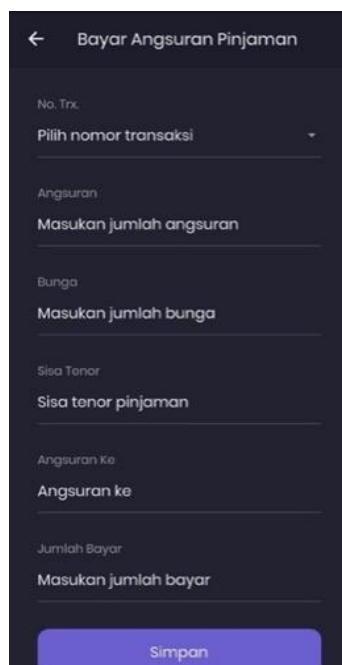 Bayar Angsuran Pinjaman
No. Trx.
Pilih nomor transaksi
Angsuran
Masukan jumlah angsuran
Bunga
Masukan jumlah bunga
Sisa Tenor
Sisa tenor pinjaman
Angsuran Ke
Angsuran ke
Jumlah Bayar
Masukan jumlah bayar
Simpan